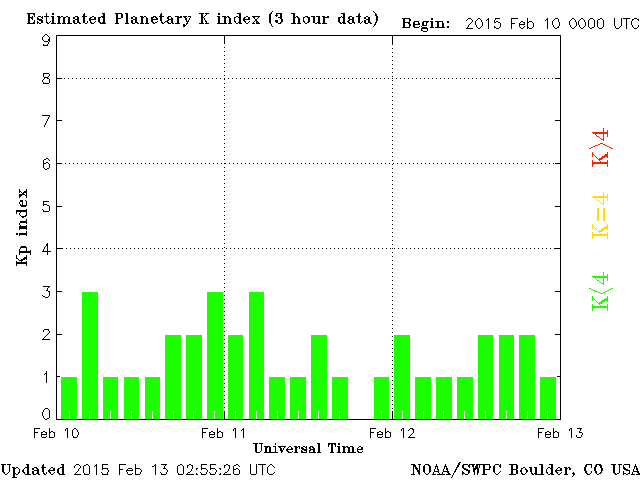 Estimated Planetary K index (3 hour data) Begin: 2015 Feb 10 0000 UTC
9
8
7
6
5
4
3
2
1
0
Kp index
K>4
K=4
K<4
Feb 10 Feb 11 Feb 12 Feb 13
Universal Time
Updated 2015 Feb 13 02:55:26 UTC NOAA/SWPC Boulder, CO USA